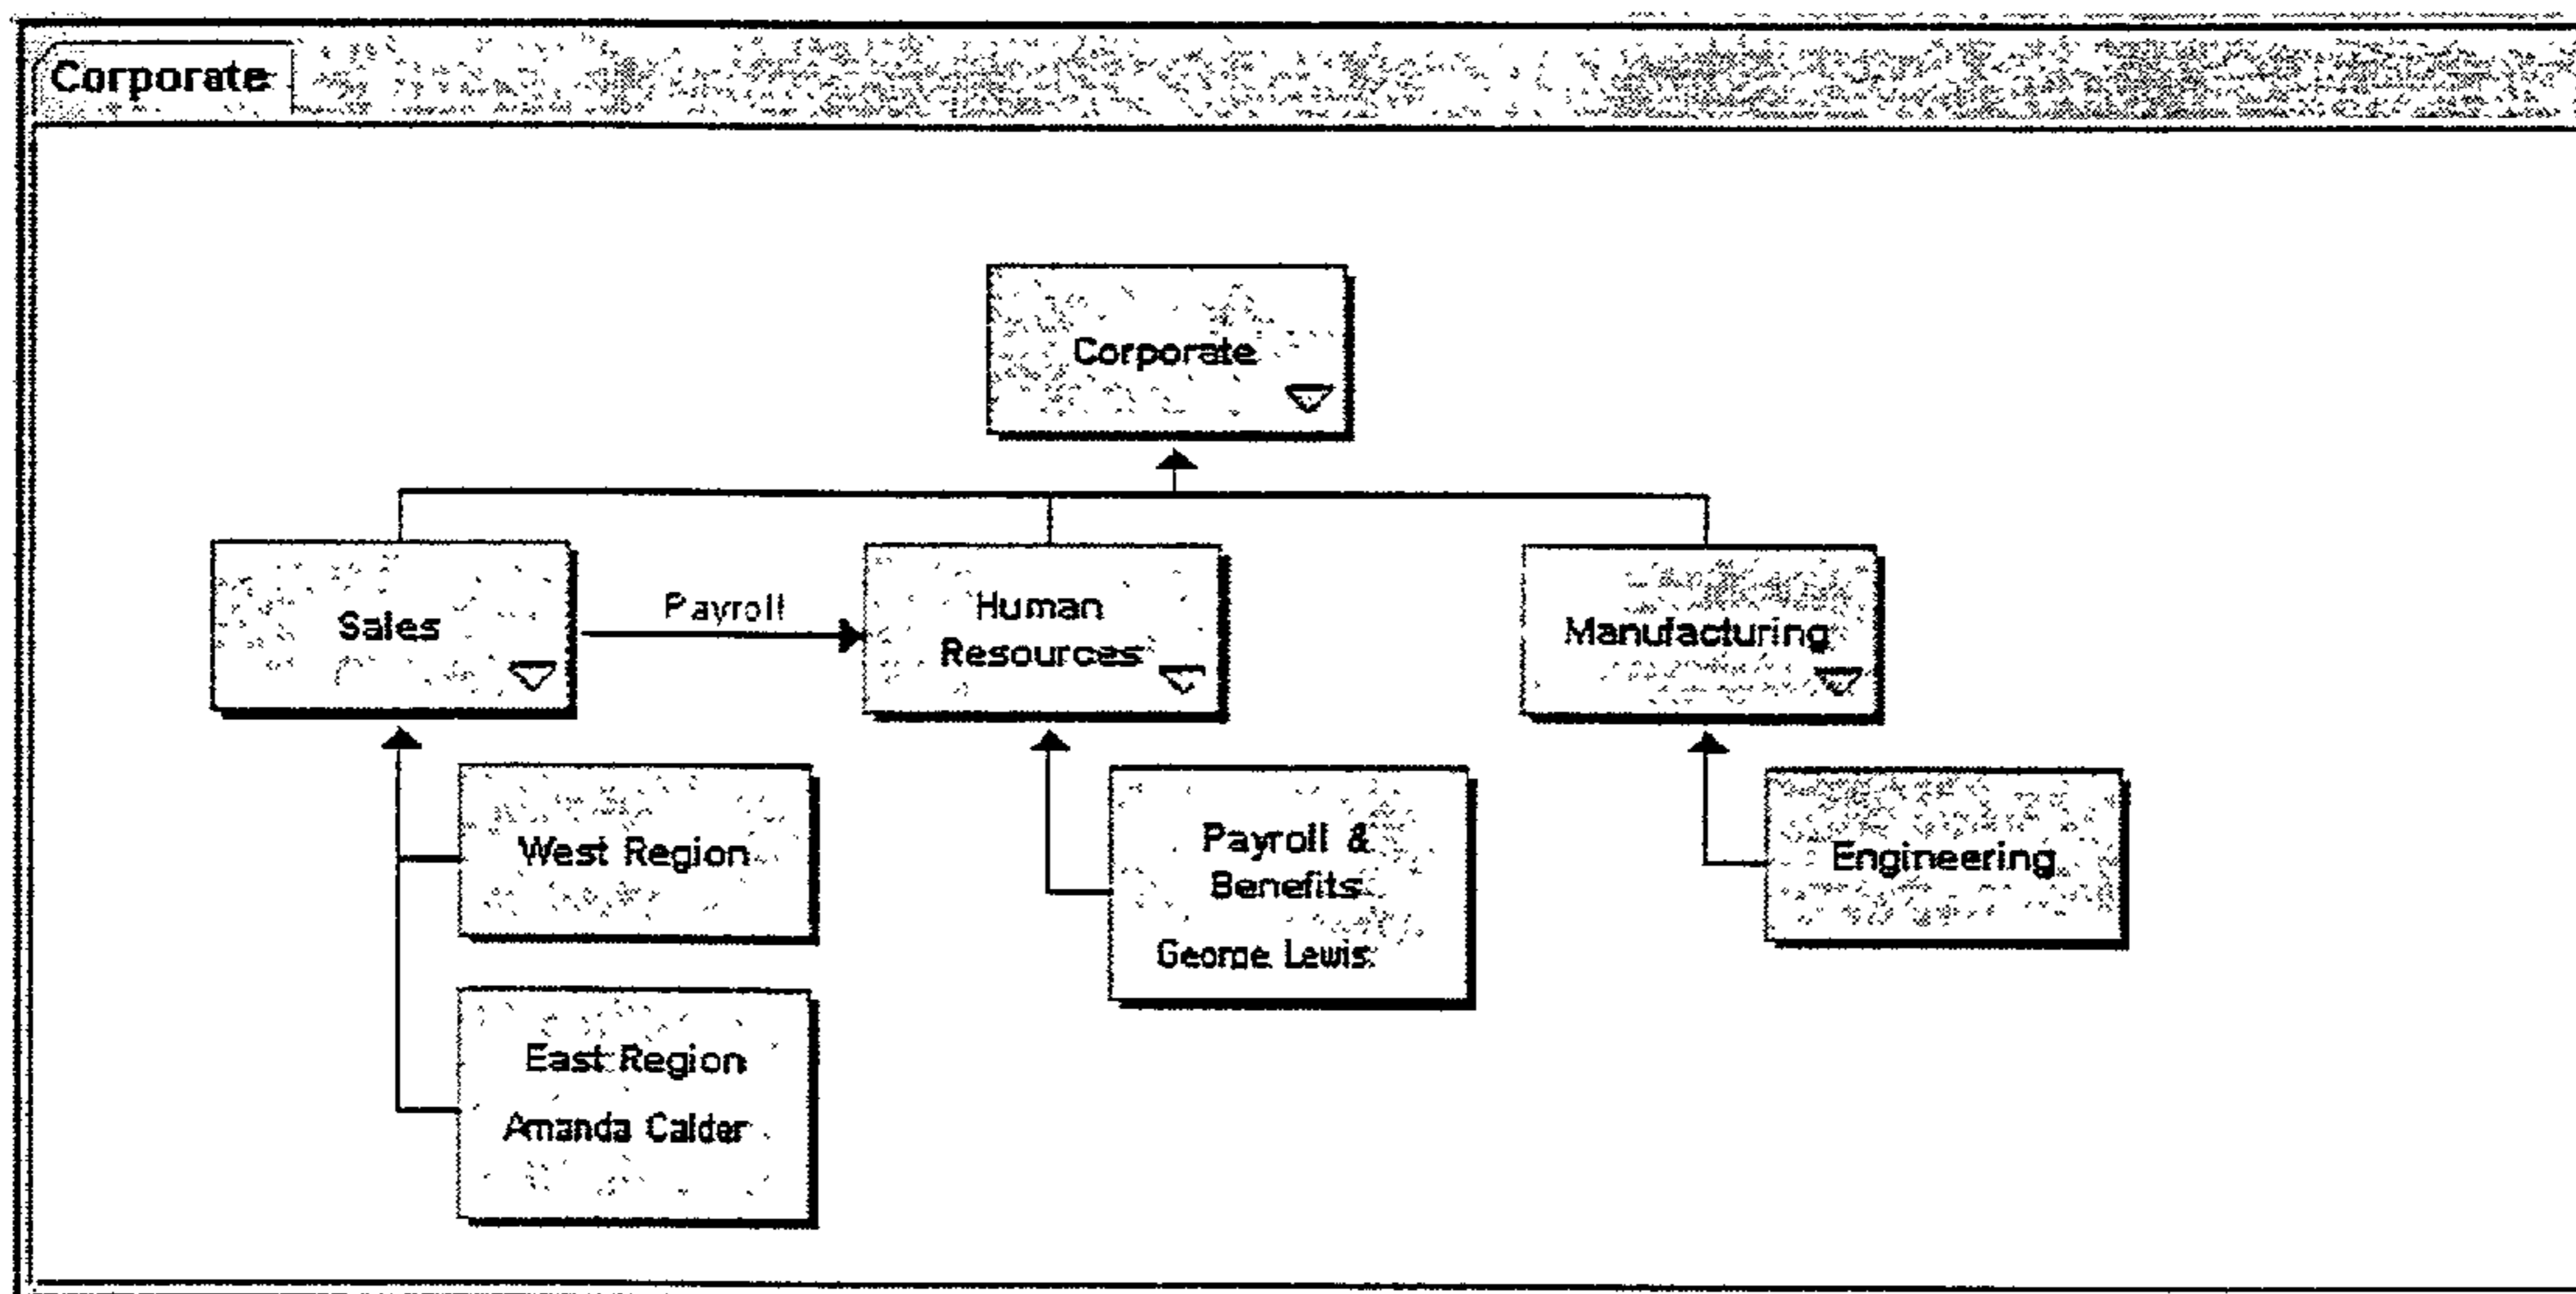 Corporate
Corporate
Sales
Payroll
Human
Resources
Manufacturing
West Region
Payroll &
Benefits
George Lewis
Engineering
East Region
Amanda Calder